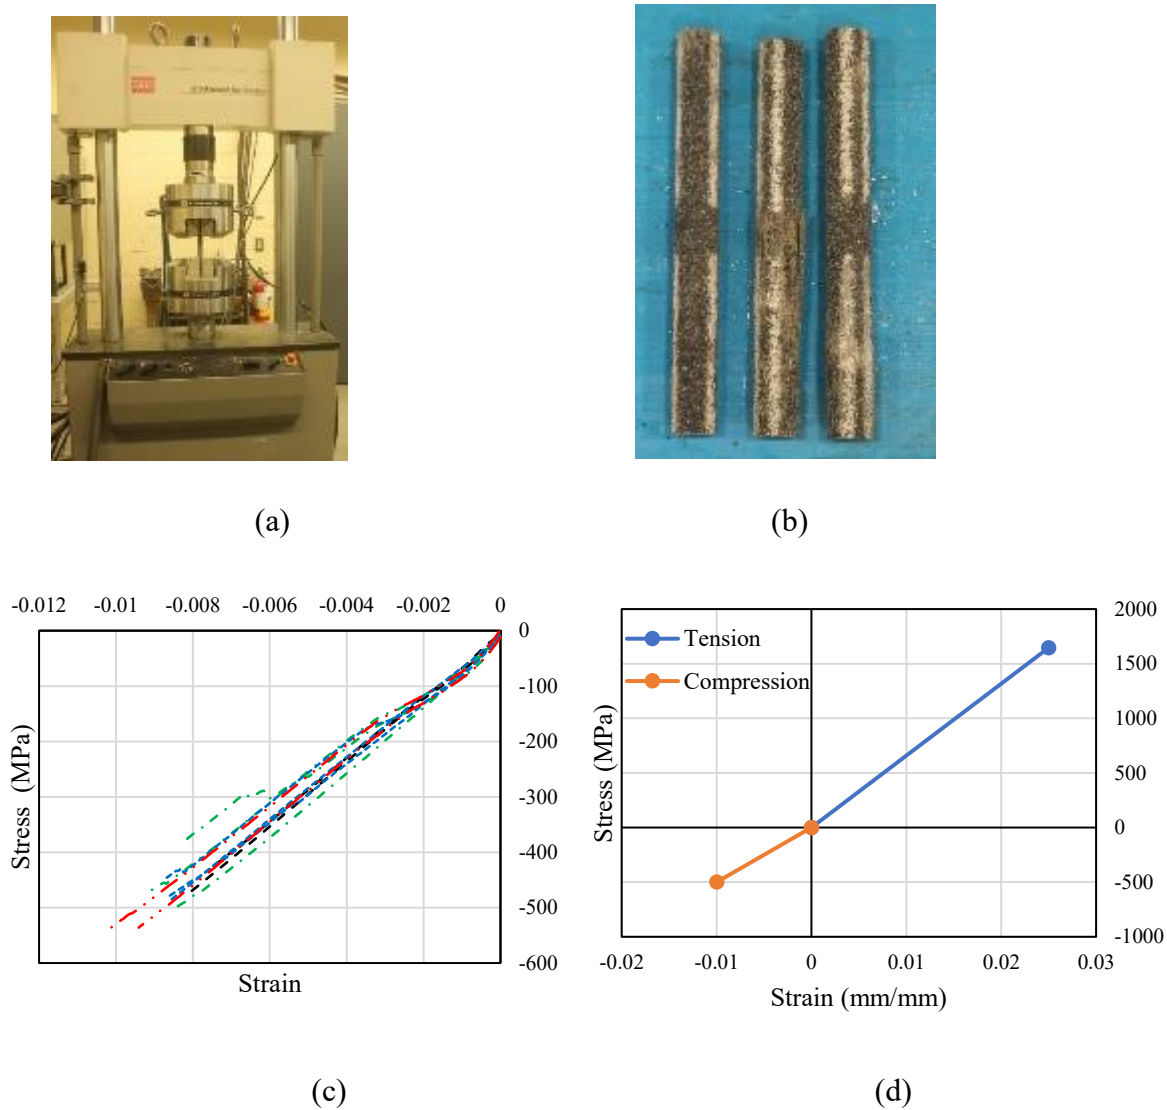 (a)
(b)
-0.012 -0.01 -0.008 -0.006 -0.004 -0.002 0
0
-100
-200
-300
-400
-500
-600
Stress (MPa)
Strain
(c)
Tension
Compression
2000
1500
1000
500
0
-500
-1000
-0.02 -0.01 0 0.01 0.02 0.03
Stress (MPa)
Strain (mm/mm)
(d)